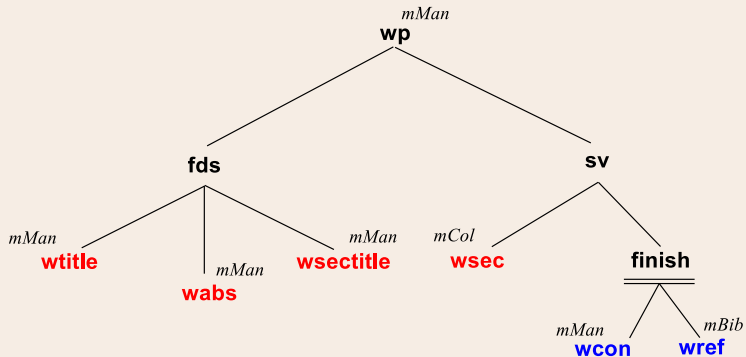 mMan
wp
fds
sv
mMan
wtitle
mMan
wabs
mMan
wsectitle
mCol
wsec
finish
mMan
wcon
mBib
wref